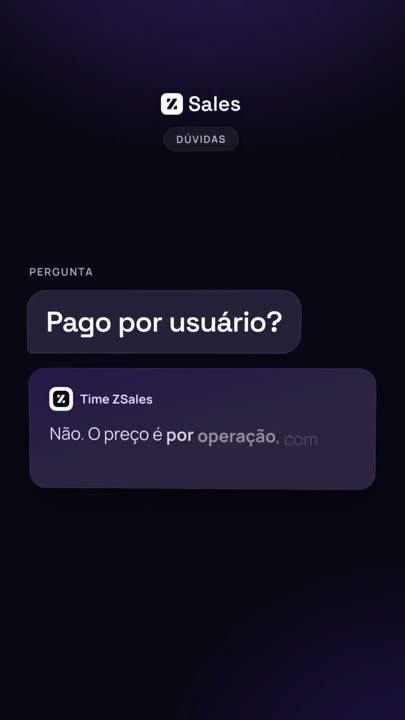 Sales
DÚVIDAS
PERGUNTA
Pago por usuário?
Time ZSales
Não. O preço é por operação, com